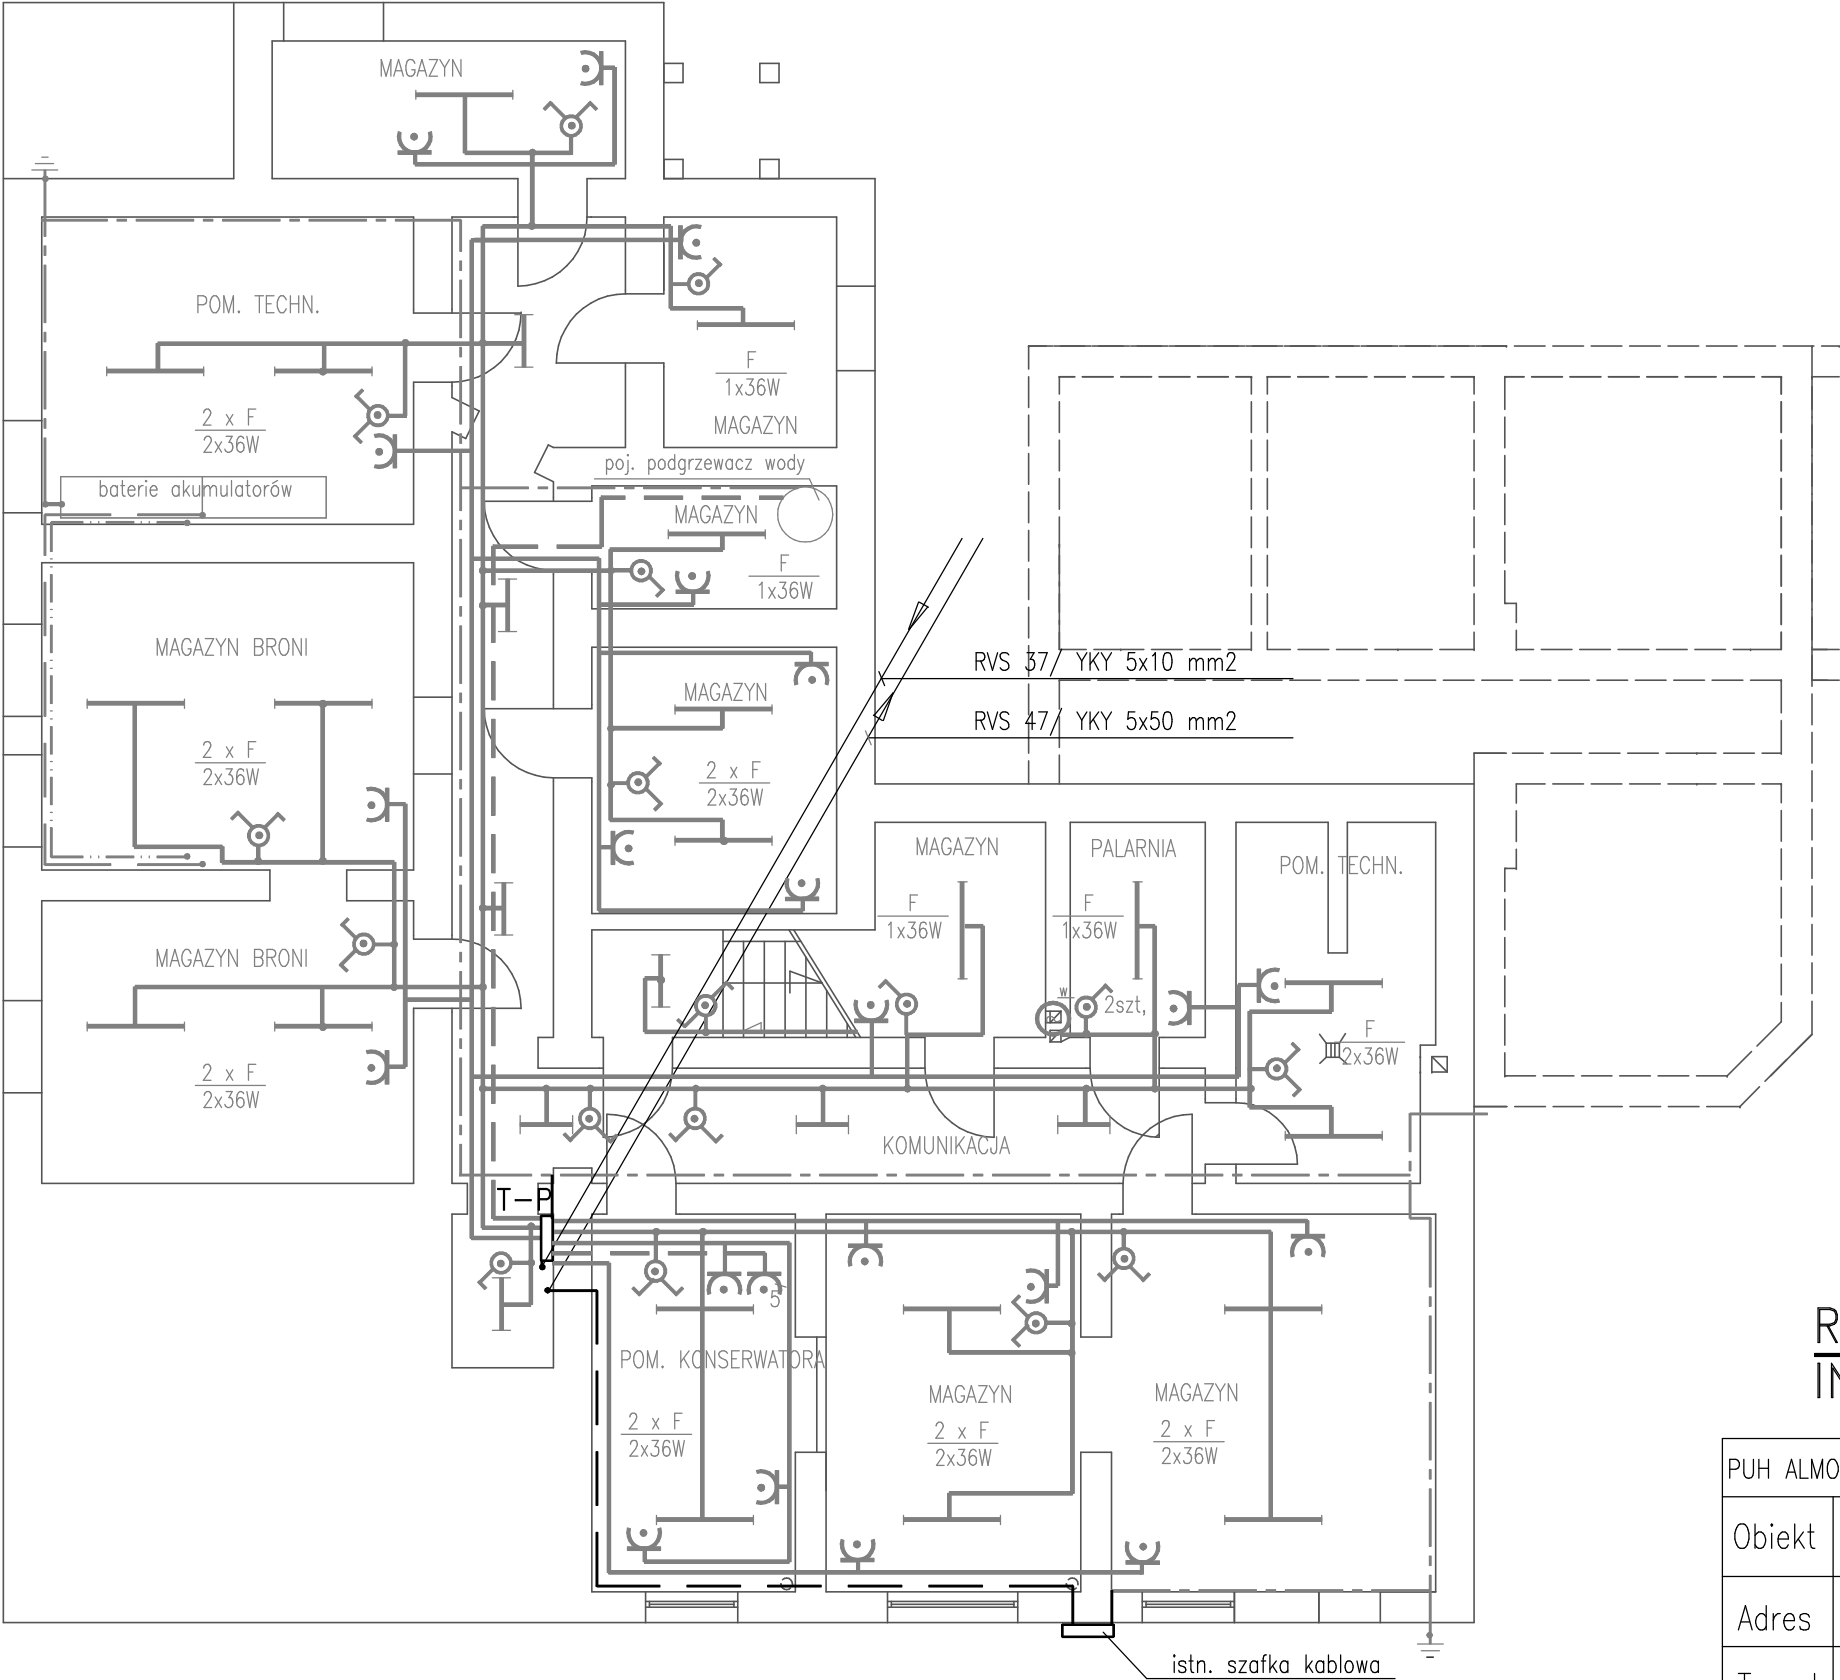 MAGAZYN
POM. TECHN.
2 x F
2x36W
baterie akumulatorów
F
1x36W
MAGAZYN
poj. podgrzewacz wody
MAGAZYN
F
1x36W
MAGAZYN BRONI
2 x F
2x36W
MAGAZYN
2 x F
2x36W
RVS 37/ YKY 5x10 mm2
RVS 47/ YKY 5x50 mm2
MAGAZYN BRONI
2 x F
2x36W
MAGAZYN
F
1x36W
PALARNIA
F
1x36W
w
2szt,
POM. TECHN.
F
2x36W
KOMUNIKACJA
T-P
5
POM. KONSERWATORA
2 x F
2x36W
MAGAZYN
2 x F
2x36W
MAGAZYN
2 x F
2x36W
istn. szafka kablowa
R
IN
PUH ALMO
Obiekt
Adres